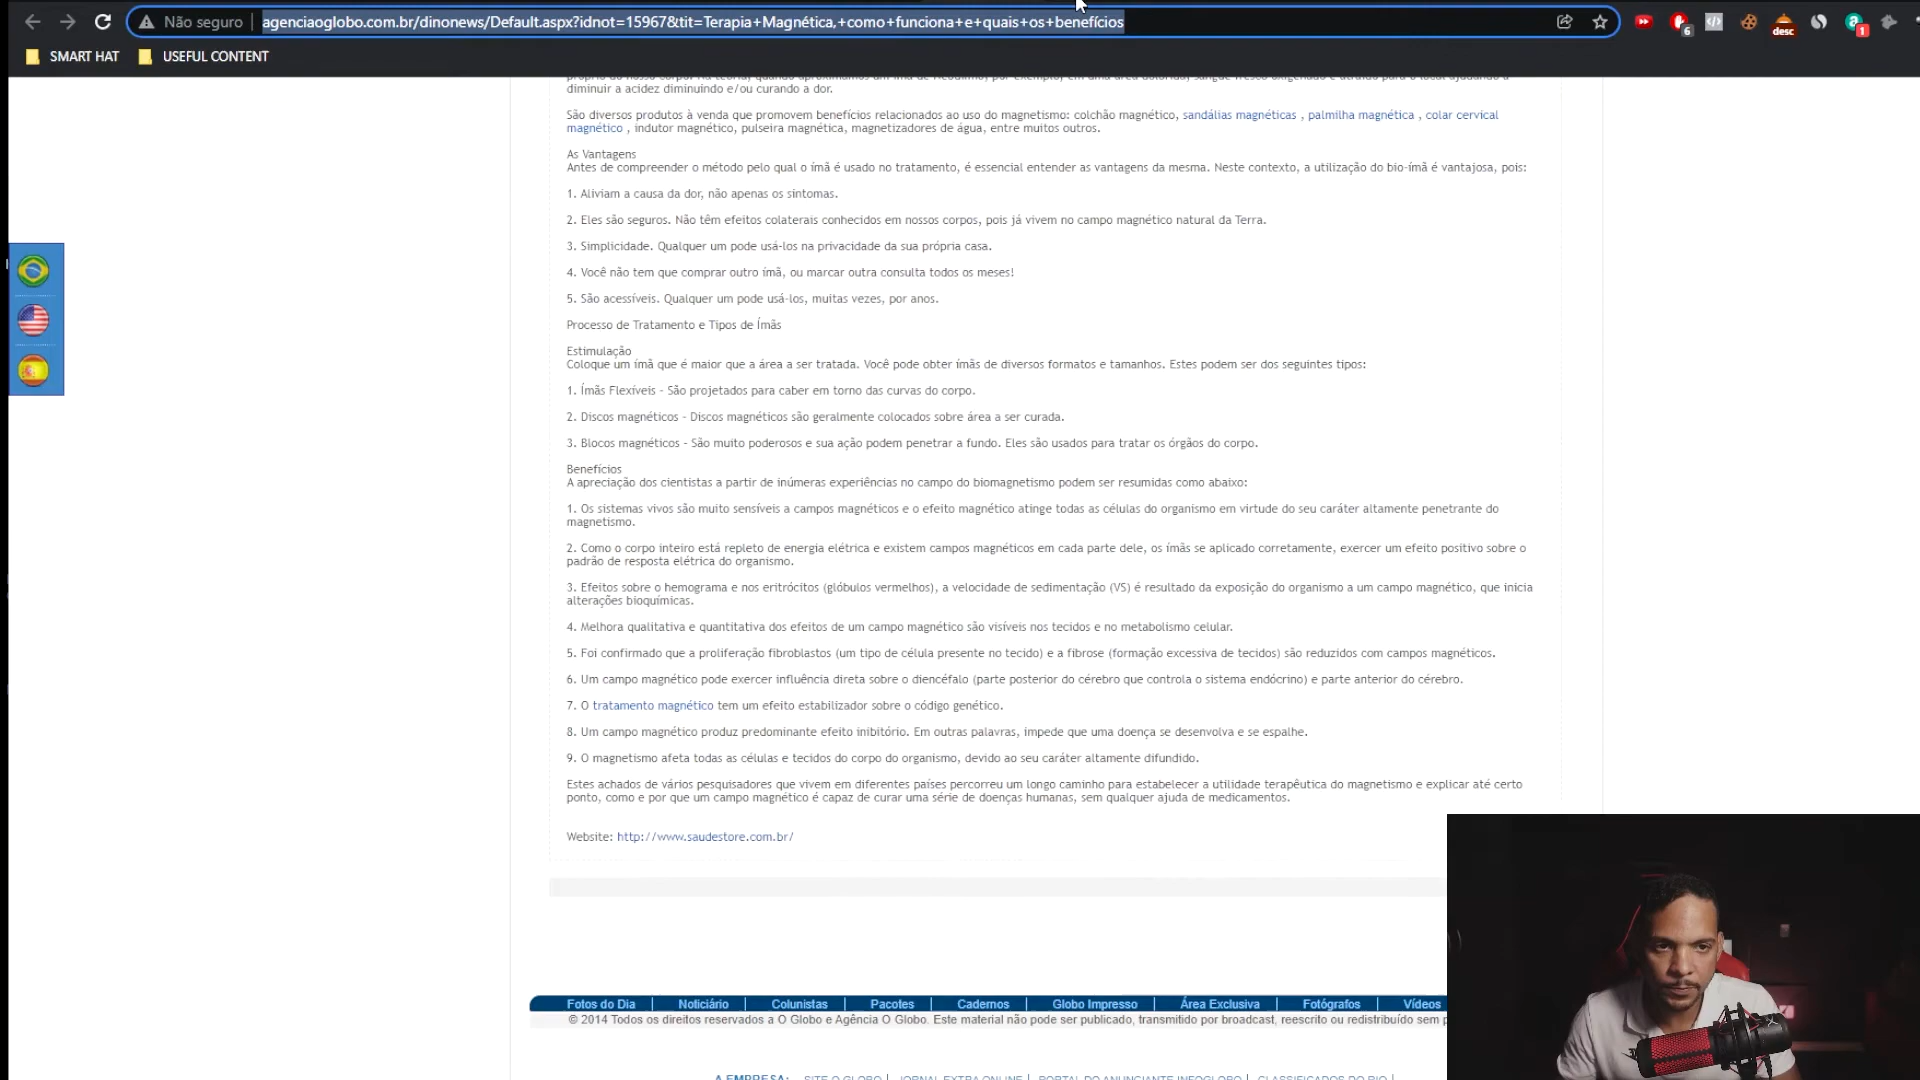 Não seguro
agenciaoglobo.com.br/dinonews/Default.aspx?idnot=15967&tit=Terapia+Magnética,+como+funciona+e+quais+os+benefícios
6
desc
1
SMART HAT
USEFUL CONTENT
diminuir a acidez diminuindo e/ou curando a dor.
São diversos produtos à venda que promovem benefícios relacionados ao uso do magnetismo: colchão magnético, sandálias magnéticas , palmilha magnética , colar cervical
magnético , indutor magnético, pulseira magnética, magnetizadores de água, entre muitos outros.
As Vantagens
Antes de compreender o método pelo qual o ímã é usado no tratamento, é essencial entender as vantagens da mesma. Neste contexto, a utilização do bio-ímã é vantajosa, pois:
1. Aliviam a causa da dor, não apenas os sintomas.
2. Eles são seguros. Não têm efeitos colaterais conhecidos em nossos corpos, pois já vivem no campo magnético natural da Terra.
3. Simplicidade. Qualquer um pode usá-los na privacidade da sua própria casa.
4. Você não tem que comprar outro ímã, ou marcar outra consulta todos os meses!
5. São acessíveis. Qualquer um pode usá-los, muitas vezes, por anos.
Processo de Tratamento e Tipos de Ímãs
Estimulação
Coloque um ímã que é maior que a área a ser tratada. Você pode obter ímãs de diversos formatos e tamanhos. Estes podem ser dos seguintes tipos:
1. Ímãs Flexíveis - São projetados para caber em torno das curvas do corpo.
2. Discos magnéticos - Discos magnéticos são geralmente colocados sobre área a ser curada.
3. Blocos magnéticos - São muito poderosos e sua ação podem penetrar a fundo. Eles são usados para tratar os órgãos do corpo.
Benefícios
A apreciação dos cientistas a partir de inúmeras experiências no campo do biomagnetismo podem ser resumidas como abaixo:
1. Os sistemas vivos são muito sensíveis a campos magnéticos e o efeito magnético atinge todas as células do organismo em virtude do seu caráter altamente penetrante do
magnetismo.
2. Como o corpo inteiro está repleto de energia elétrica e existem campos magnéticos em cada parte dele, os ímãs se aplicado corretamente, exercer um efeito positivo sobre o
padrão de resposta elétrica do organismo.
3. Efeitos sobre o hemograma e nos eritrócitos (glóbulos vermelhos), a velocidade de sedimentação (VS) é resultado da exposição do organismo a um campo magnético, que inicia
alterações bioquímicas.
4. Melhora qualitativa e quantitativa dos efeitos de um campo magnético são visíveis nos tecidos e no metabolismo celular.
5. Foi confirmado que a proliferação fibroblastos (um tipo de célula presente no tecido) e a fibrose (formação excessiva de tecidos) são reduzidos com campos magnéticos.
6. Um campo magnético pode exercer influência direta sobre o diencéfalo (parte posterior do cérebro que controla o sistema endócrino) e parte anterior do cérebro.
7. O tratamento magnético tem um efeito estabilizador sobre o código genético.
8. Um campo magnético produz predominante efeito inibitório. Em outras palavras, impede que uma doença se desenvolva e se espalhe.
9. O magnetismo afeta todas as células e tecidos do corpo do organismo, devido ao seu caráter altamente difundido.
Estes achados de vários pesquisadores que vivem em diferentes países percorreu um longo caminho para estabelecer a utilidade terapêutica do magnetismo e explicar até certo
ponto, como e por que um campo magnético é capaz de curar uma série de doenças humanas, sem qualquer ajuda de medicamentos.
Website: http://www.saudestore.com.br/
Fotos do Dia | Noticiário | Colunistas | Pacotes | Cadernos | Globo Impresso | Área Exclusiva | Fotógrafos | Vídeos
© 2014 Todos os direitos reservados a O Globo e Agência O Globo. Este material não pode ser publicado, transmitido por broadcast, reescrito ou redistribuído sem
A EMPRESA: SITE O GLOBO | JORNAL EXTRA ONLINE | PORTAL DO ANUNCIANTE INFOGLOBO | CLASSIFICADOS DO RIO |